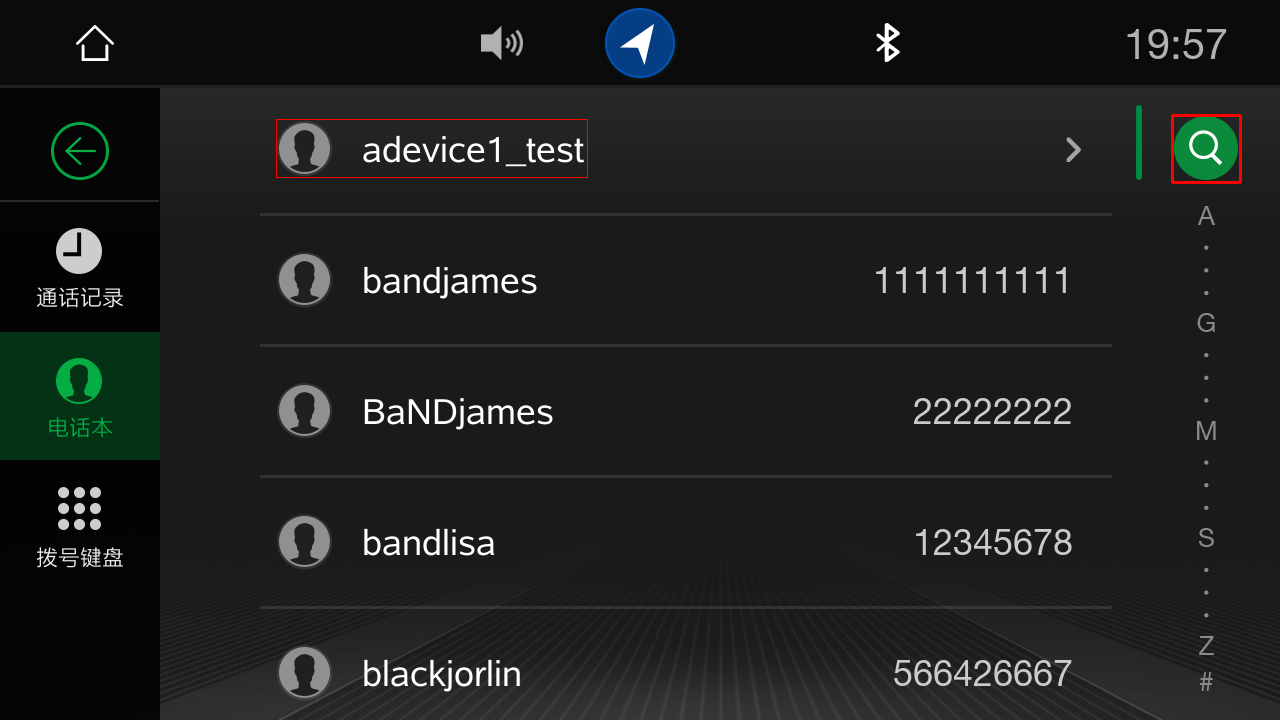 19:57
通话记录
电话本
拨号键盘
adevice1_test
bandjames 1111111111
BaNDjames 22222222
bandlisa 12345678
blackjorlin 566426667
A
G
M
S
Z
#